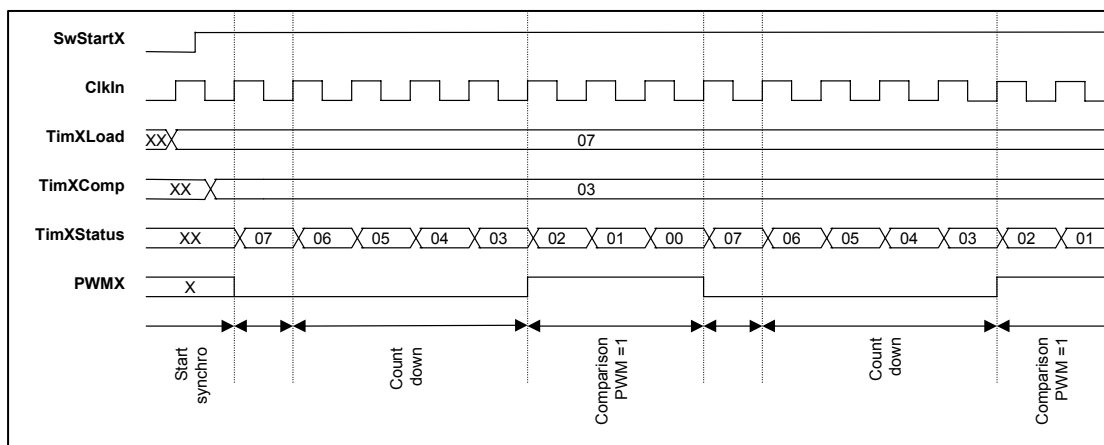 SwStartX
ClkIn
TimXLoad XX 07
TimXComp XX 03
TimXStatus XX 07 06 05 04 03 02 01 00 07 06 05 04 03 02 01
PWMX X
Start
synchro
Count
down
Comparison
PWM =1
Count
down
Comparison
PWM =1